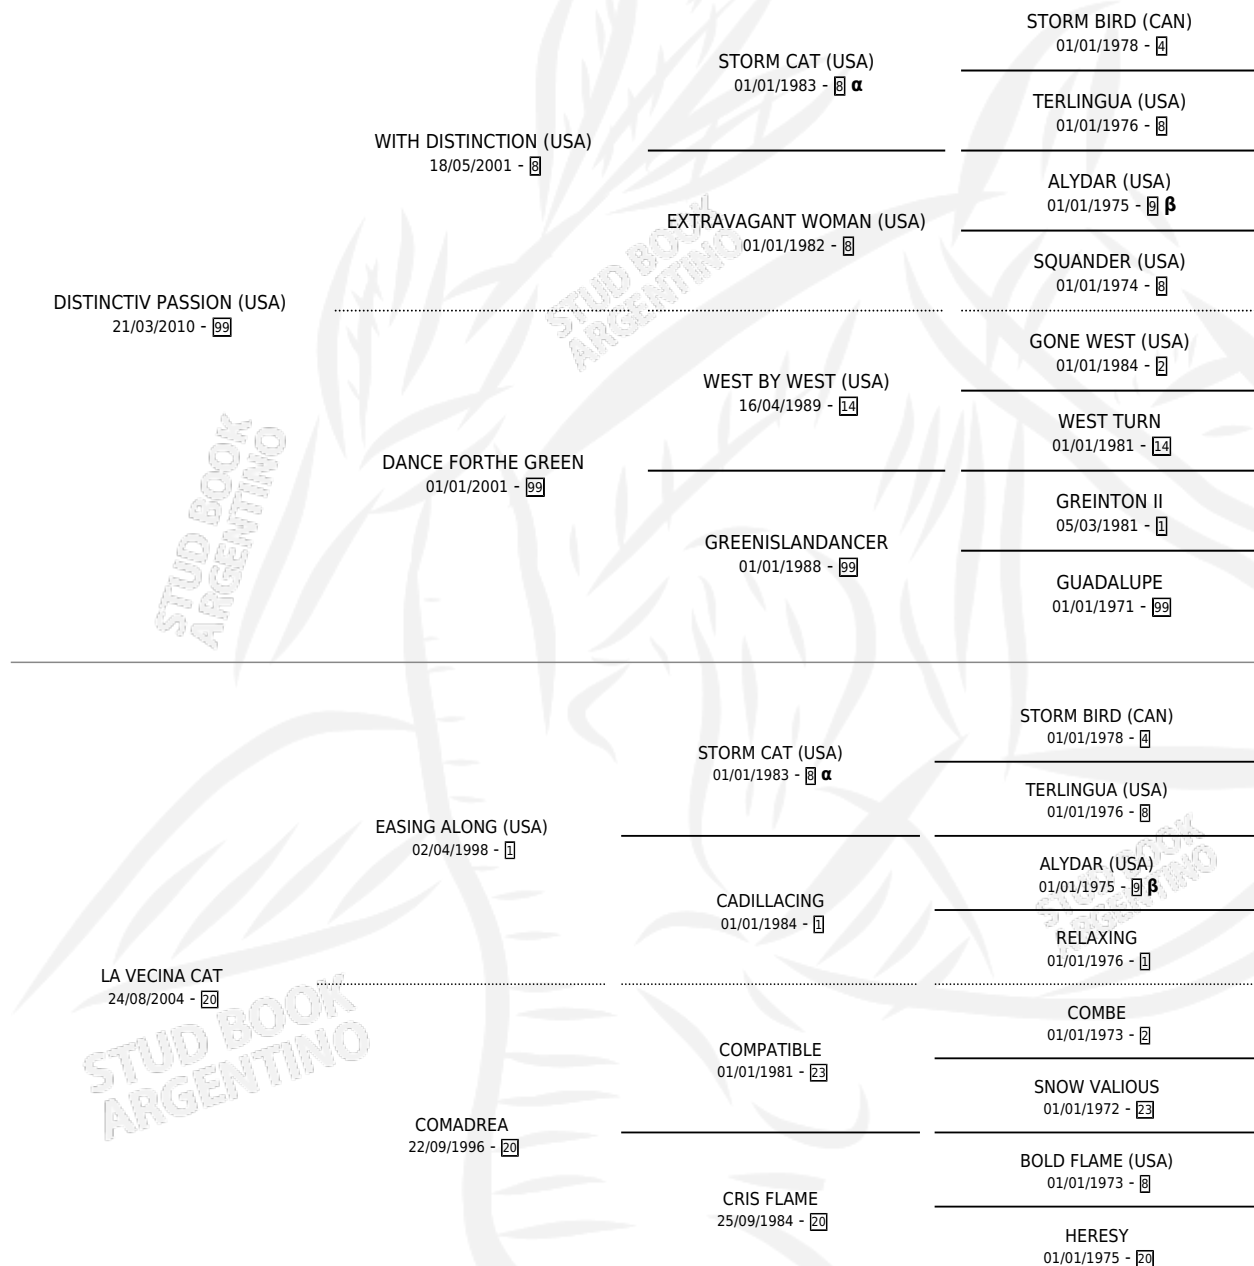 STORM BIRD (CAN)
01/01/1978 - 4
STORM CAT (USA)
01/01/1983 - 8 α
TERLINGUA (USA)
01/01/1976 - 8
WITH DISTINCTION (USA)
18/05/2001 - 8
ALYDAR (USA)
01/01/1975 - 9 β
EXTRAVAGANT WOMAN (USA)
01/01/1982 - 8
SQUANDER (USA)
01/01/1974 - 8
DISTINCTIV PASSION (USA)
21/03/2010 - 99
GONE WEST (USA)
01/01/1984 - 2
WEST BY WEST (USA)
16/04/1989 - 14
WEST TURN
01/01/1981 - 14
DANCE FORTHE GREEN
01/01/2001 - 99
GREINTON II
05/03/1981 - 1
GREENISLANDANCER
01/01/1988 - 99
GUADALUPE
01/01/1971 - 99
STORM BIRD (CAN)
01/01/1978 - 4
STORM CAT (USA)
01/01/1983 - 8 α
TERLINGUA (USA)
01/01/1976 - 8
EASING ALONG (USA)
02/04/1998 - 1
ALYDAR (USA)
01/01/1975 - 9 β
CADILLACING
01/01/1984 - 1
RELAXING
01/01/1976 - 1
LA VECINA CAT
24/08/2004 - 20
COMBE
01/01/1973 - 2
COMPATIBLE
01/01/1981 - 23
SNOW VALIOUS
01/01/1972 - 23
COMADREA
22/09/1996 - 20
BOLD FLAME (USA)
01/01/1973 - 8
CRIS FLAME
25/09/1984 - 20
HERESY
01/01/1975 - 20
STUD BOOK
ARGENTINO
STUD BOOK
ARGENTINO
STUD BOOK
ARGENTINO
STUD BOOK
ARGENTINO